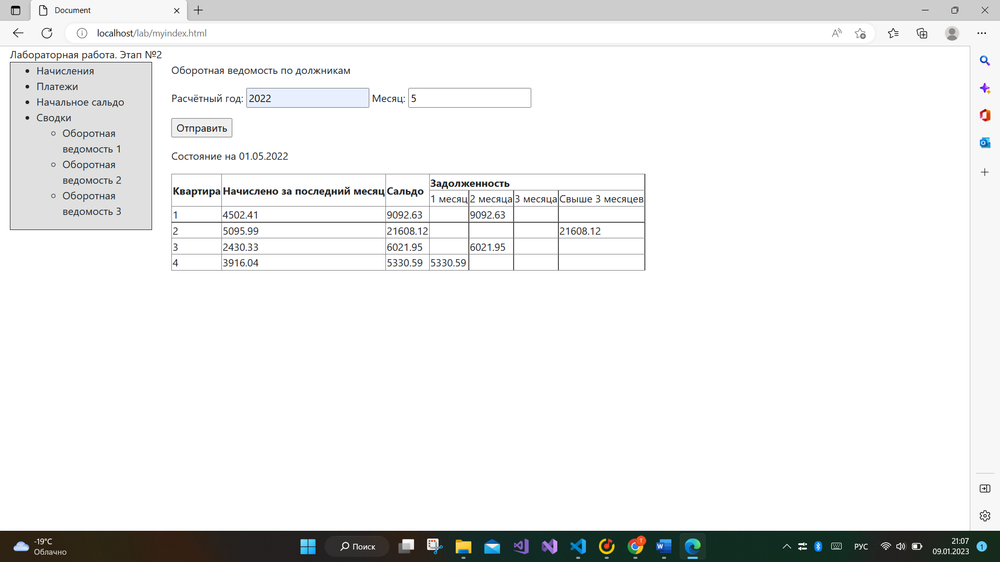 Document
localhost/lab/myindex.html
Лабораторная работа. Этап №2
Начисления
Платежи
Начальное сальдо
Сводки
Оборотная
ведомость 1
Оборотная
ведомость 2
Оборотная
ведомость 3
Оборотная ведомость по должникам
Расчётный год: 2022 Месяц: 5
Отправить
Состояние на 01.05.2022
Квартира Начислено за последний месяц Сальдо Задолженность
1 месяц 2 месяца 3 месяца Свыше 3 месяцев
1 4502.41 9092.63 9092.63
2 5095.99 21608.12 21608.12
3 2430.33 6021.95 6021.95
4 3916.04 5330.59 5330.59
-19°C
Облачно
Поиск
T
РУС
21:07
09.01.2023
1